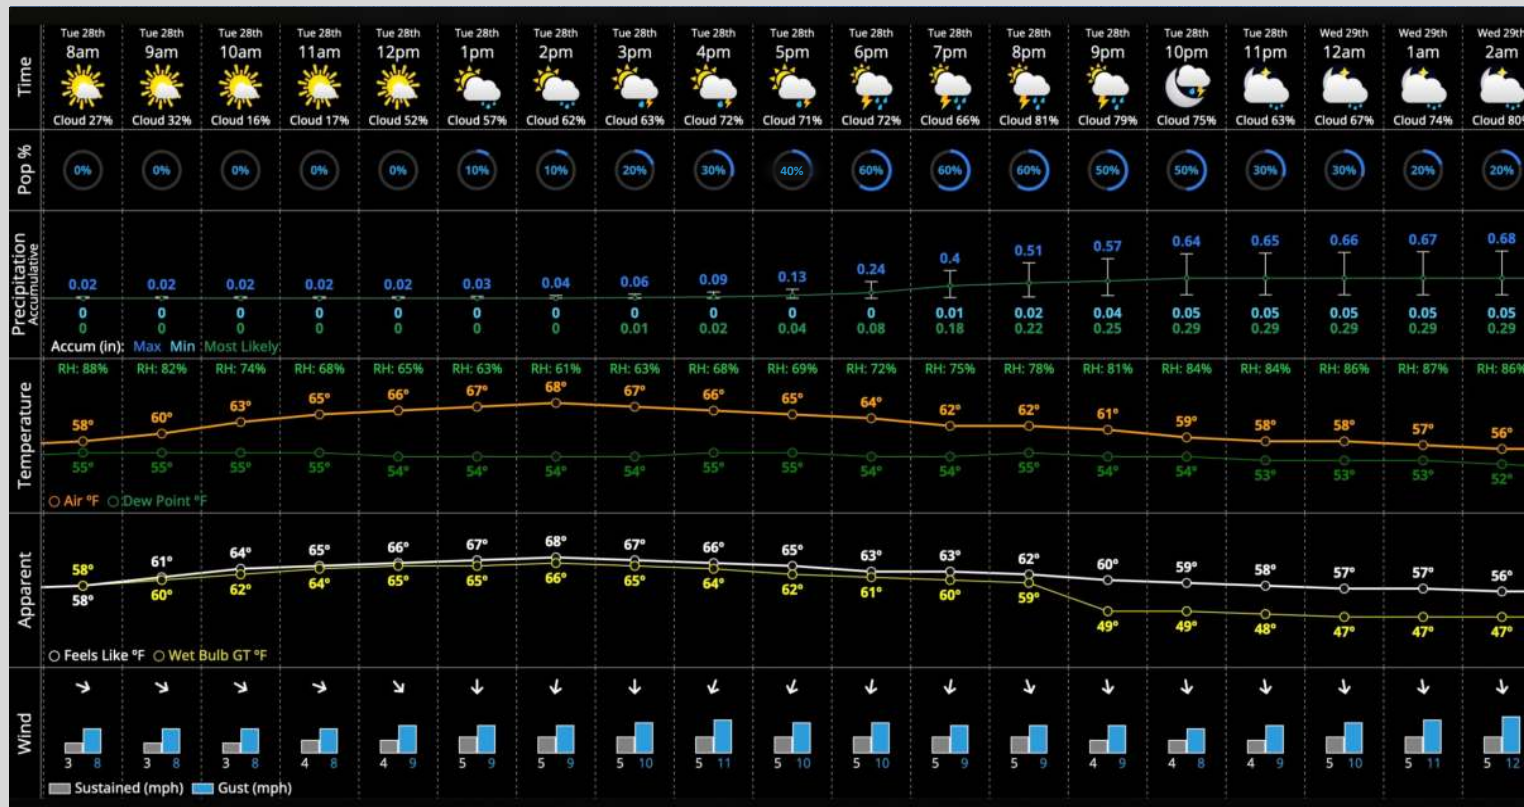 Tue 28th Tue 28th Tue 28th Tue 28th Tue 28th Tue 28th Tue 28th Tue 28th Tue 28th Tue 28th Tue 28th Tue 28th Tue 28th Tue 28th Tue 28th Tue 28th Wed 29th Wed 29th Wed 29th
Time 8am 9am 10am 11am 12pm 1pm 2pm 3pm 4pm 5pm 6pm 7pm 8pm 9pm 10pm 11pm 12am 1am 2am
Cloud 27% Cloud 32% Cloud 16% Cloud 17% Cloud 52% Cloud 57% Cloud 62% Cloud 63% Cloud 72% Cloud 71% Cloud 72% Cloud 66% Cloud 81% Cloud 79% Cloud 75% Cloud 63% Cloud 67% Cloud 74% Cloud 80%
Pop % 0% 0% 0% 0% 0% 10% 10% 20% 30% 40% 60% 60% 60% 50% 50% 30% 30% 20% 20%
Precipitation
Accumulative
0.02 0.02 0.02 0.02 0.02 0.03 0.04 0.06 0.09 0.13 0.24 0.4 0.51 0.57 0.64 0.65 0.66 0.67 0.68
0 0 0 0 0 0 0 0 0 0 0 0.01 0.02 0.04 0.05 0.05 0.05 0.05 0.05
0 0 0 0 0 0 0 0.01 0.02 0.04 0.08 0.18 0.22 0.25 0.29 0.29 0.29 0.29 0.29
Accum (in): Max Min Most Likely
Temperature
RH: 88% RH: 82% RH: 74% RH: 68% RH: 65% RH: 63% RH: 61% RH: 63% RH: 68% RH: 69% RH: 72% RH: 75% RH: 78% RH: 81% RH: 84% RH: 84% RH: 86% RH: 87% RH: 86%
58° 60° 63° 65° 66° 67° 68° 67° 66° 65° 64° 62° 62° 61° 59° 58° 58° 57° 56°
55° 55° 55° 55° 54° 54° 54° 54° 55° 55° 54° 54° 55° 54° 54° 53° 53° 53° 52°
Air °F Dew Point °F
Apparent
58° 61° 64° 65° 66° 67° 68° 67° 66° 65° 63° 63° 62° 60° 59° 58° 57° 57° 56°
58° 60° 62° 64° 65° 65° 66° 65° 64° 62° 61° 60° 59° 49° 49° 48° 47° 47° 47°
Feels Like °F Wet Bulb GT °F
Wind
3 8 3 8 3 8 4 8 4 9 5 9 5 9 5 10 5 11 5 10 5 10 5 9 5 9 4 9 4 8 4 9 5 10 5 11 5 12
Sustained (mph) Gust (mph)